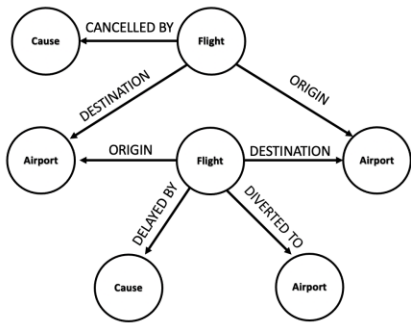 CANCELLED BY
Cause
Flight
DESTINATION
ORIGIN
Airport
ORIGIN
Flight
DESTINATION
Airport
DELAYED BY
DIVERTED TO
Cause
Airport